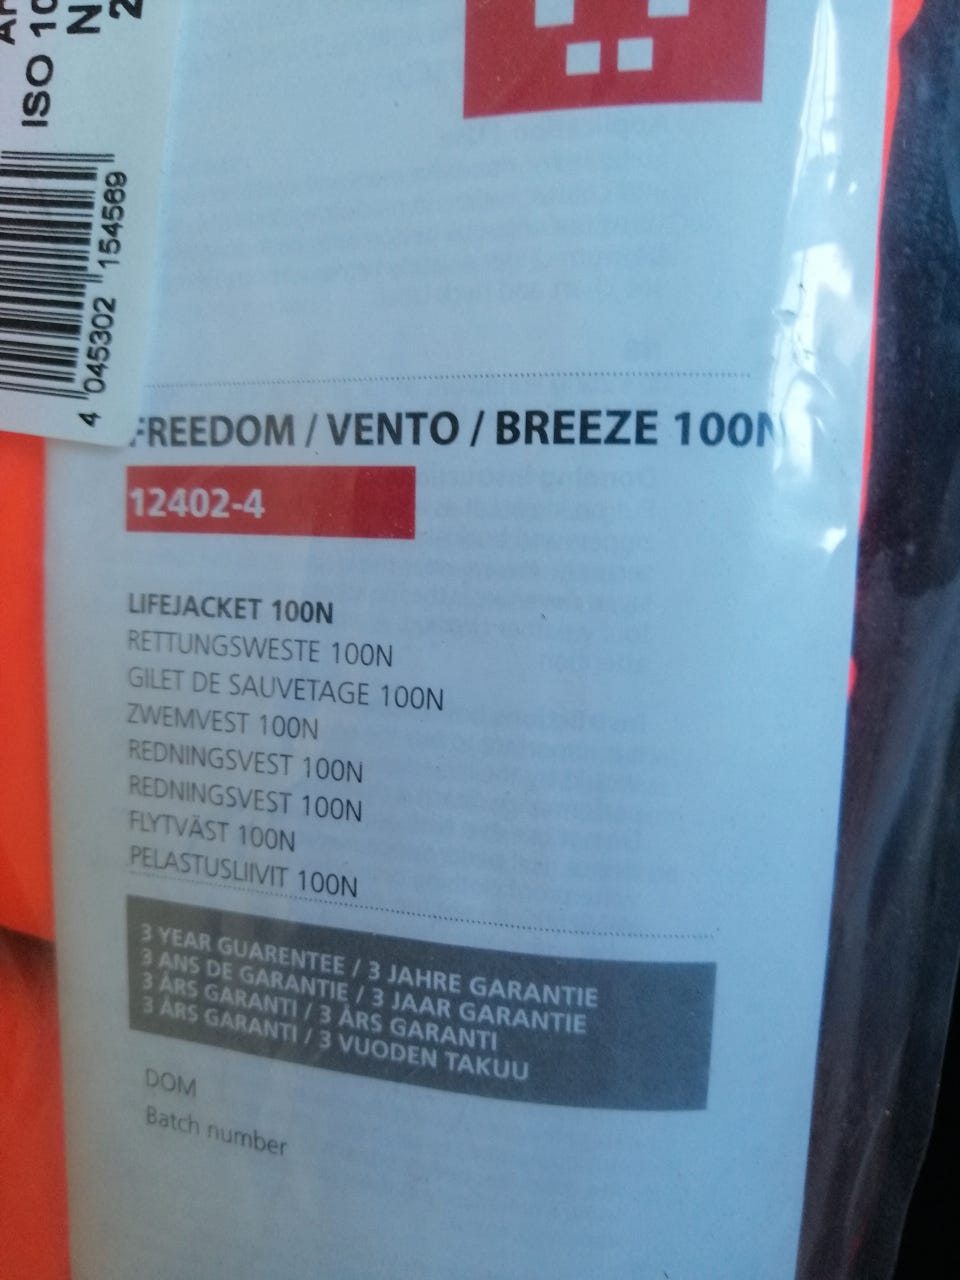 ISO
4 045302 154569
FREEDOM / VENTO / BREEZE 100N
12402-4
LIFEJACKET 100N
RETTUNGSWESTE 100N
GILET DE SAUVETAGE 100N
ZWEMVEST 100N
REDNINGSVEST 100N
REDNINGSVEST 100N
FLYTVÄST 100N
PELASTUSLIIVIT 100N
3 YEAR GUARENTEE / 3 JAHRE GARANTIE
3 ANS DE GARANTIE / 3 JAAR GARANTIE
3 ÅRS GARANTI / 3 ÅRS GARANTI
3 ÅRS GARANTI / 3 VUODEN TAKUU
DOM
Batch number